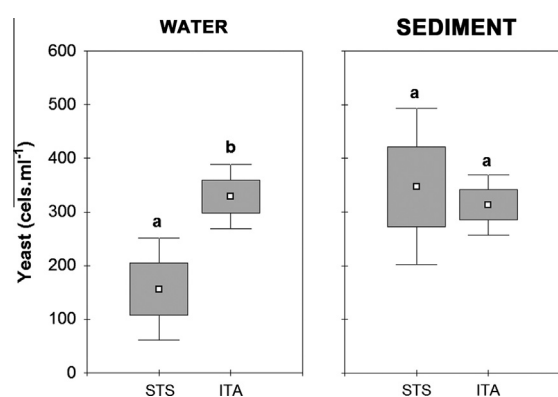 WATER
SEDIMENT
Yeast (cels.ml-1)
600
500
400
300
200
100
0
a
b
a
a
STS
ITA
STS
ITA